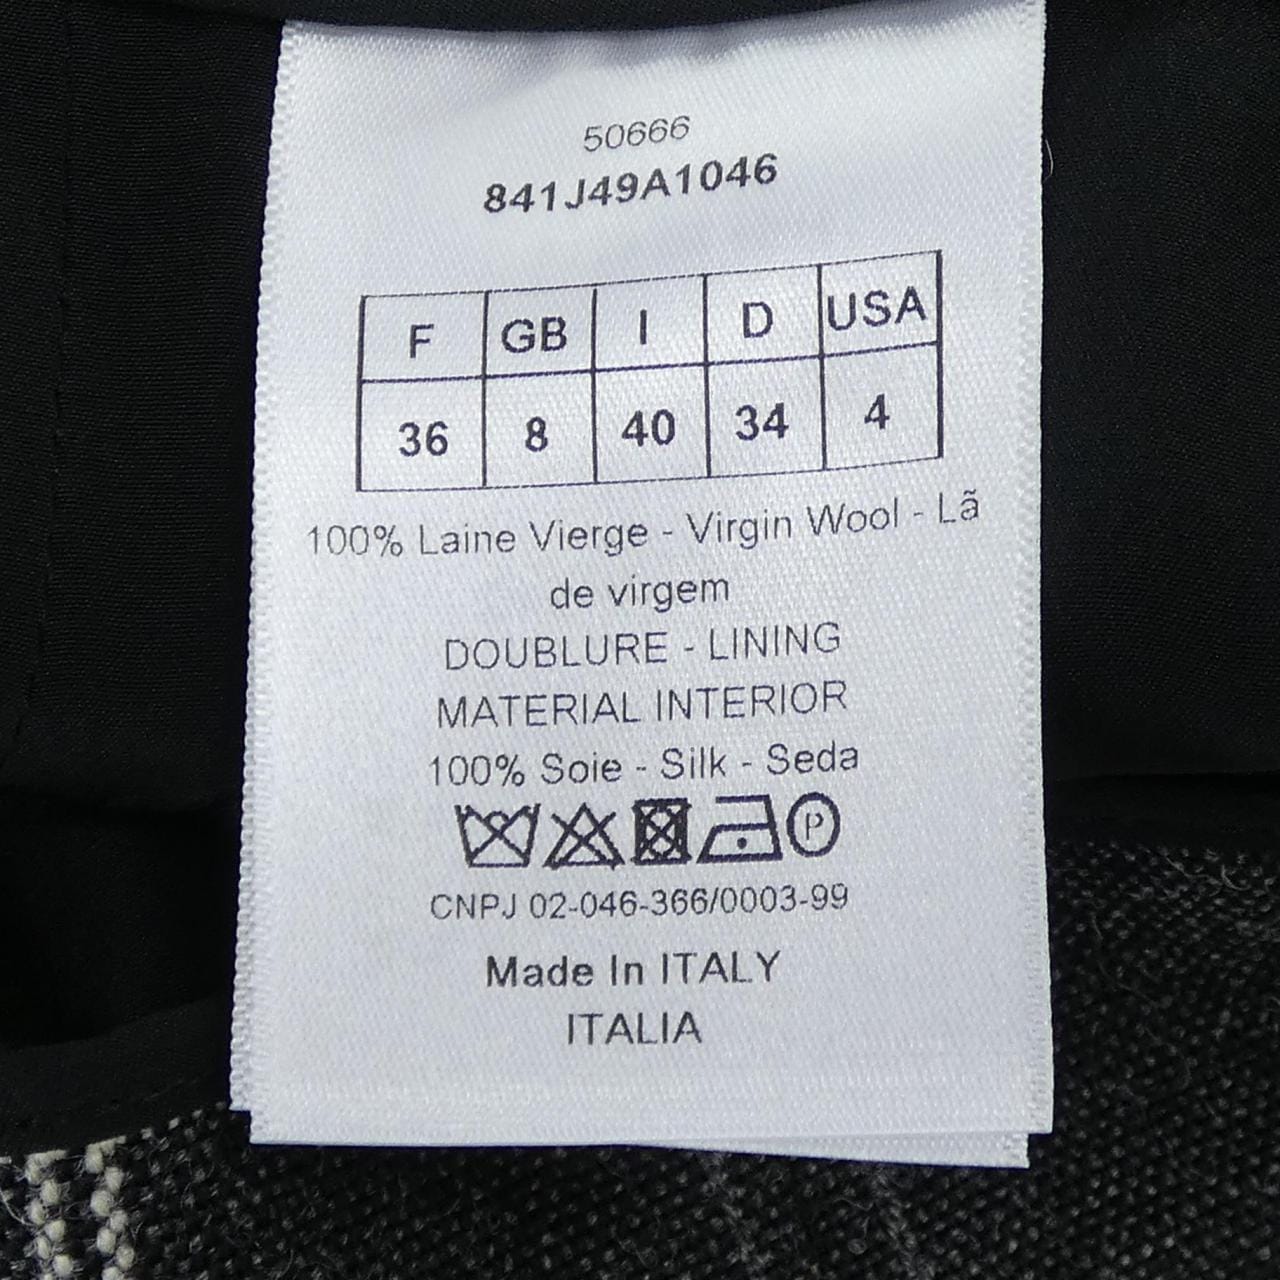 50666
841J49A1046
F GB I D USA
36 8 40 34 4
100% Laine Vierge - Virgin Wool - Lã
de virgem
DOUBLURE - LINING
MATERIAL INTERIOR
100% Soie - Silk - Seda
P
CNPJ 02-046-366/0003-99
Made In ITALY
ITALIA